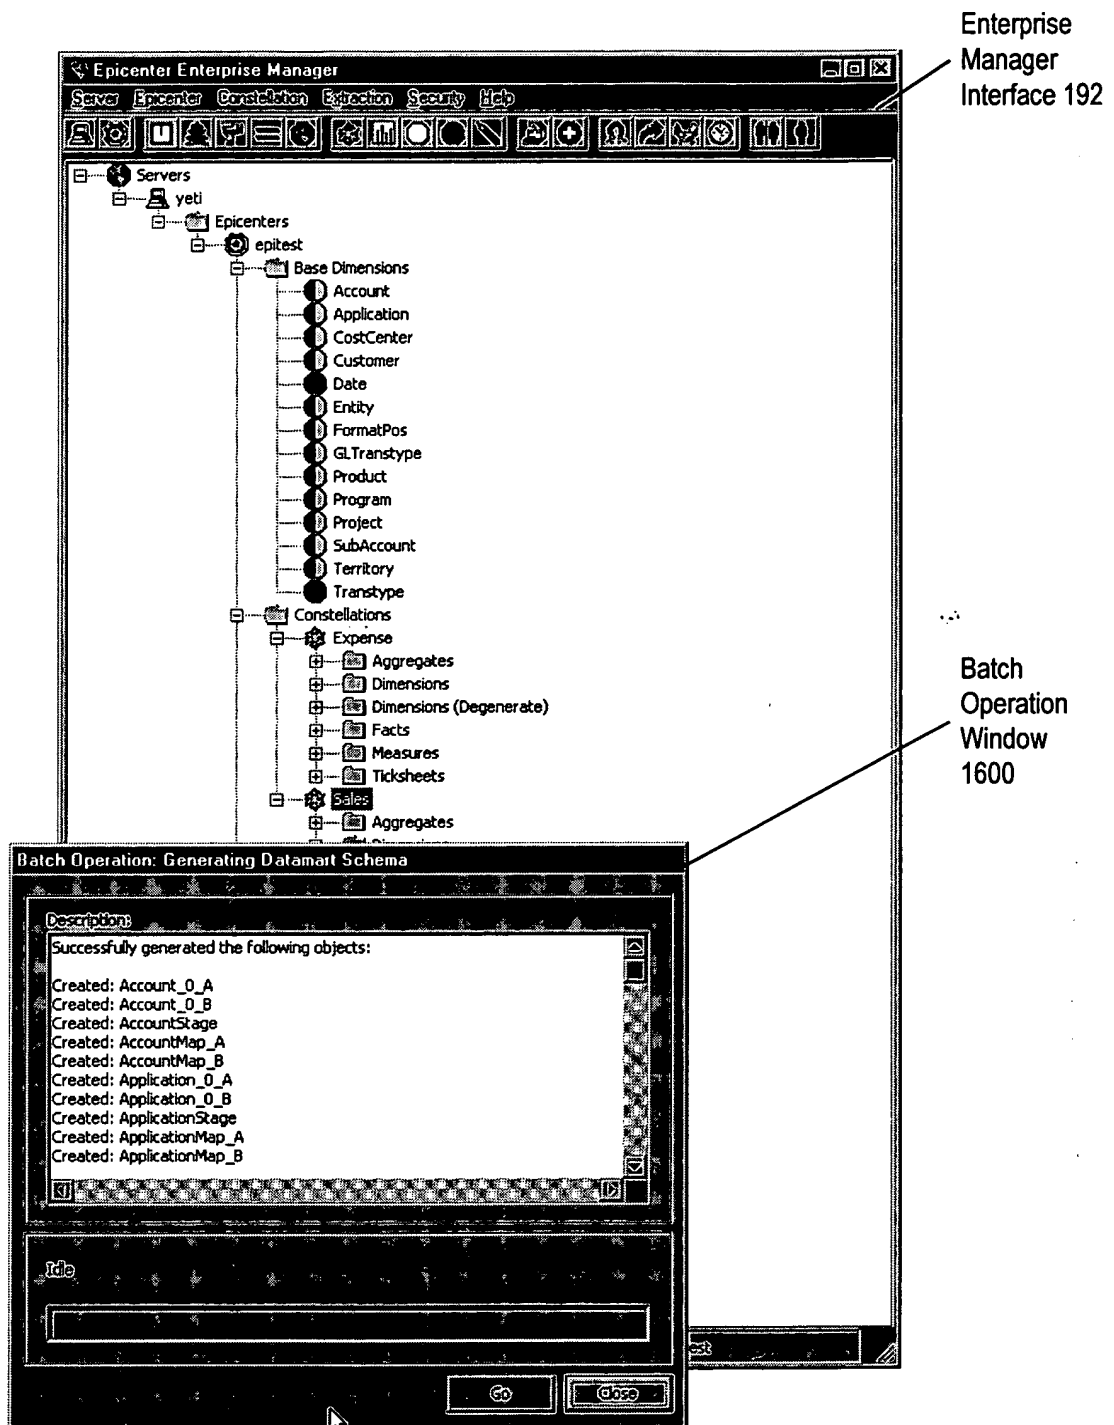 Enterprise
Manager
Interface 192
Epicenter Enterprise Manager
Server Epicenter Constellation Extraction Security Help
Servers
yeti
Epicenters
epitest
Base Dimensions
Account
Application
CostCenter
Customer
Date
Entity
FormatPos
GLTranstype
Product
Program
Project
SubAccount
Territory
Transtype
Constellations
Expense
Aggregates
Dimensions
Dimensions (Degenerate)
Facts
Measures
Ticksheets
Sales
Aggregates
Batch
Operation
Window
1600
Batch Operation: Generating Datamart Schema
Description:
Successfully generated the following objects:
Created: Account_0_A
Created: Account_0_B
Created: AccountStage
Created: AccountMap_A
Created: AccountMap_B
Created: Application_0_A
Created: Application_0_B
Created: ApplicationStage
Created: ApplicationMap_A
Created: ApplicationMap_B
Idle
Go Close